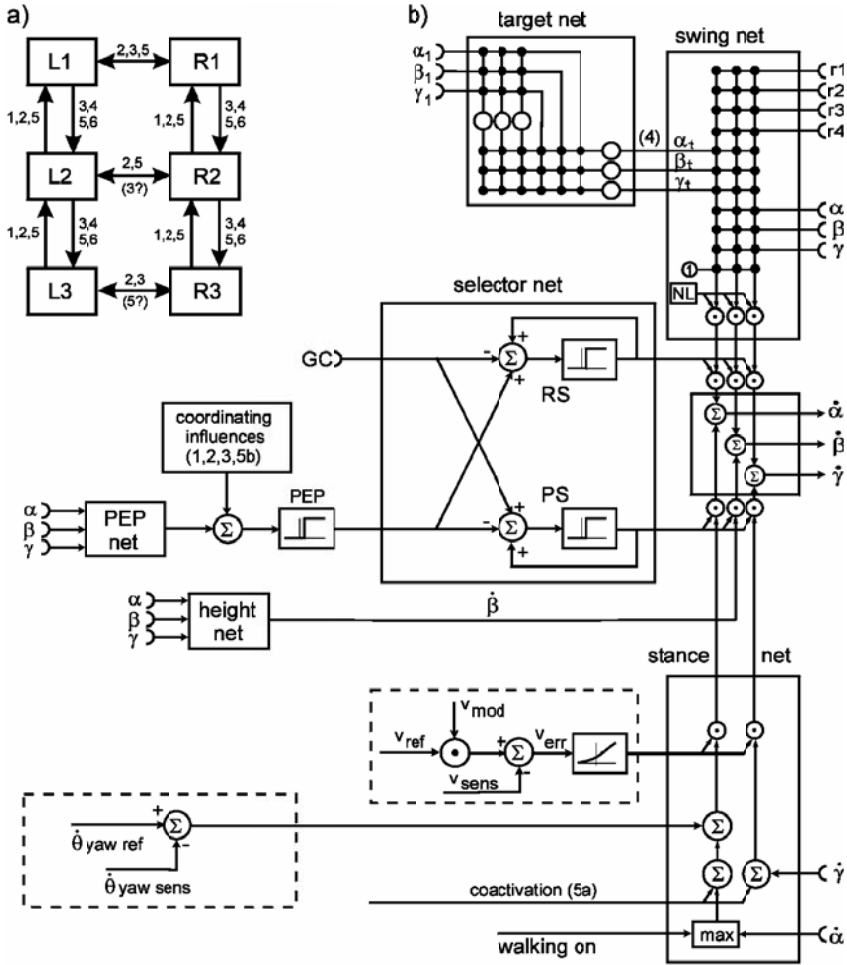 a)
L1
2,3,5
R1
1,2,5
3,4
5,6
1,2,5
3,4
5,6
L2
2,5
(3?)
R2
1,2,5
3,4
5,6
1,2,5
3,4
5,6
L3
2,3
(5?)
R3
b)
target net
α1
β1
γ1
(4)
αt
βt
γt
swing net
r1
r2
r3
r4
α
β
γ
1
NL
selector net
GC
- Σ +
+
RS
coordinating
influences
(1,2,3,5b)
α
β
γ
PEP
net
Σ
PEP
- Σ +
+
PS
Σ
α̇
Σ
β̇
Σ
γ̇
α
β
γ
height
net
β̇
stance net
v mod
v ref
+ Σ -
v err
v sens
θ̇ yaw ref
+ Σ -
θ̇ yaw sens
Σ
Σ
Σ
γ̇
coactivation (5a)
walking on
max
α̇